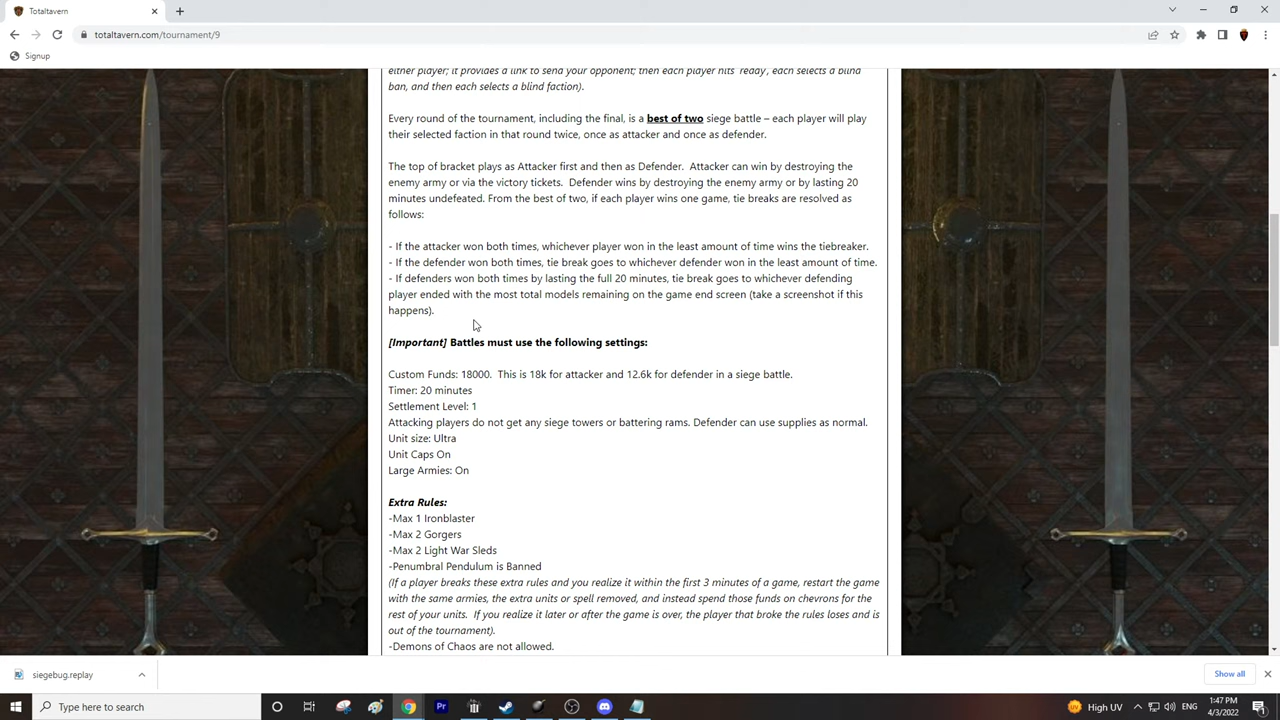 Totaltavern
totaltavern.com/tournament/9
Signup
either player; it provides a link to send your opponent; then each player hits 'ready', each selects a blind
ban, and then each selects a blind faction).
Every round of the tournament, including the final, is a best of two siege battle – each player will play
their selected faction in that round twice, once as attacker and once as defender.
The top of bracket plays as Attacker first and then as Defender.  Attacker can win by destroying the
enemy army or via the victory tickets.  Defender wins by destroying the enemy army or by lasting 20
minutes undefeated. From the best of two, if each player wins one game, tie breaks are resolved as
follows:
- If the attacker won both times, whichever player won in the least amount of time wins the tiebreaker.
- If the defender won both times, tie break goes to whichever defender won in the least amount of time.
- If defenders won both times by lasting the full 20 minutes, tie break goes to whichever defending
player ended with the most total models remaining on the game end screen (take a screenshot if this
happens).
[Important] Battles must use the following settings:
Custom Funds: 18000.  This is 18k for attacker and 12.6k for defender in a siege battle.
Timer: 20 minutes
Settlement Level: 1
Attacking players do not get any siege towers or battering rams. Defender can use supplies as normal.
Unit size: Ultra
Unit Caps On
Large Armies: On
Extra Rules:
-Max 1 Ironblaster
-Max 2 Gorgers
-Max 2 Light War Sleds
-Penumbral Pendulum is Banned
(If a player breaks these extra rules and you realize it within the first 3 minutes of a game, restart the game
with the same armies, the extra units or spell removed, and instead spend those funds on chevrons for the
rest of your units.  If you realize it later or after the game is over, the player that broke the rules loses and is
out of the tournament).
-Demons of Chaos are not allowed.
siegebug.replay
Show all
Type here to search
Pr
High UV
ENG
1:47 PM
4/3/2022